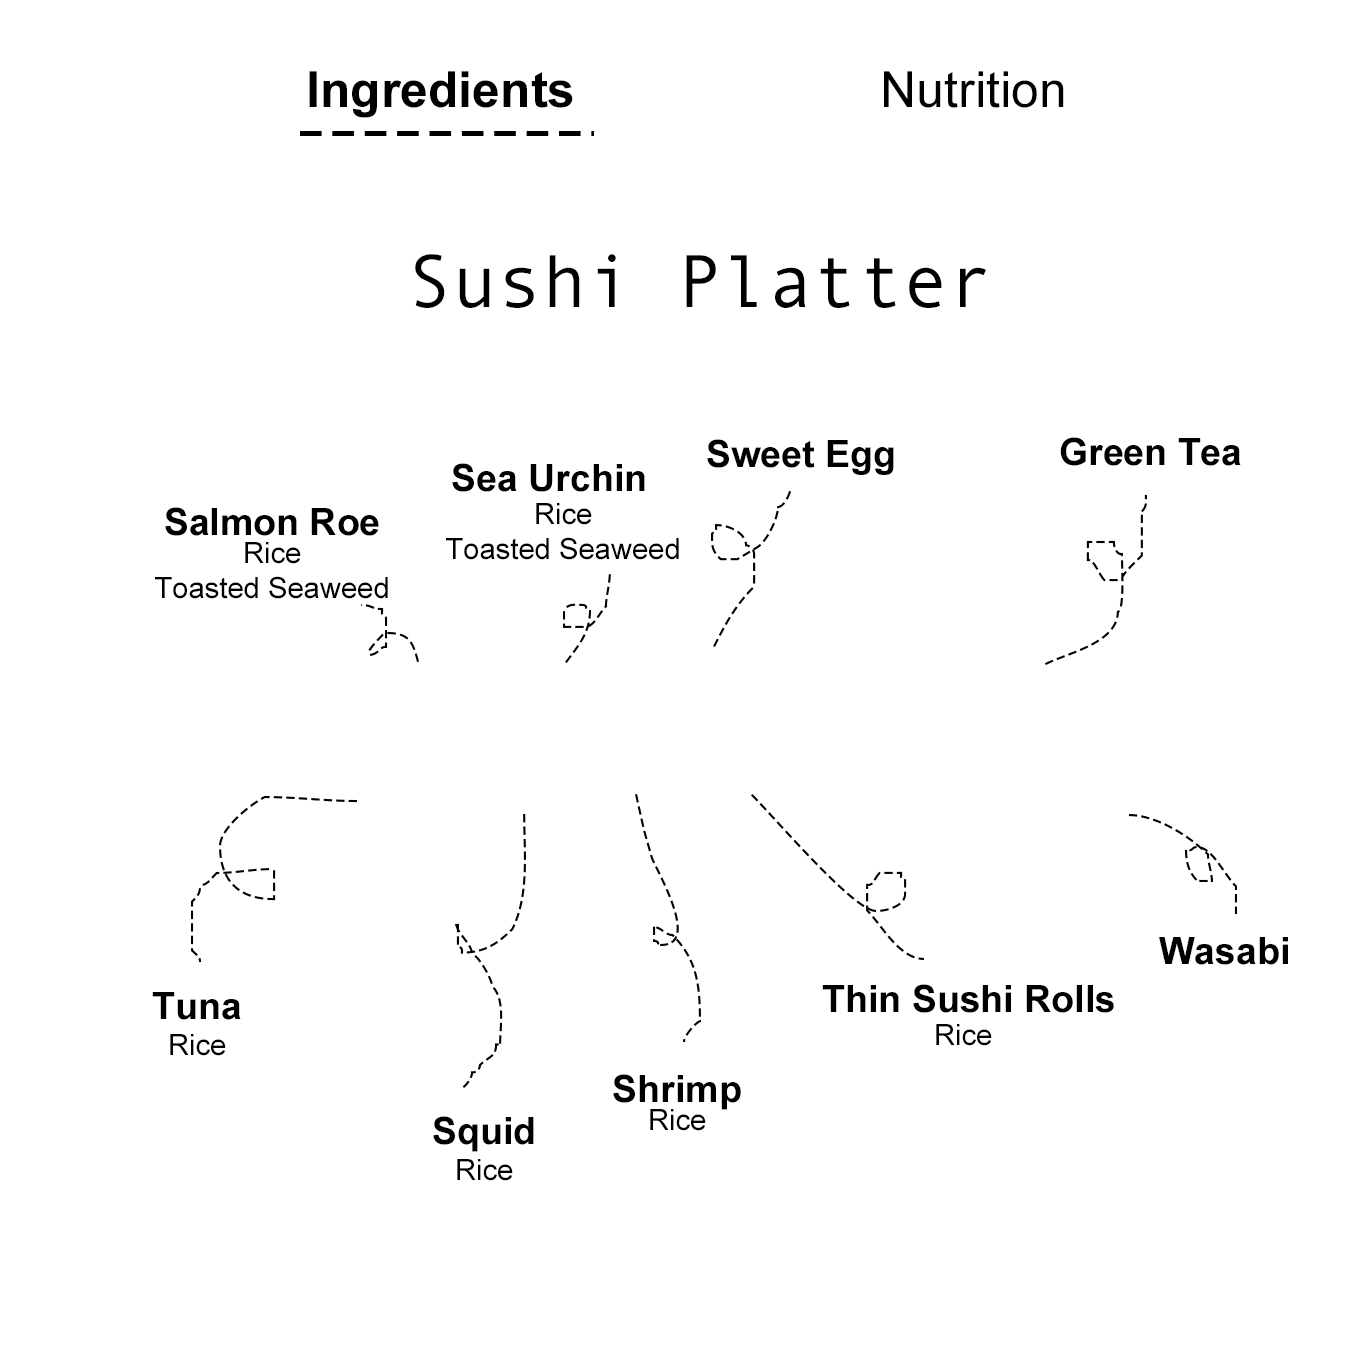 Ingredients
Nutrition
Sushi Platter
Salmon Roe
Rice
Toasted Seaweed
Sea Urchin
Rice
Toasted Seaweed
Sweet Egg
Green Tea
Tuna
Rice
Squid
Rice
Shrimp
Rice
Thin Sushi Rolls
Rice
Wasabi